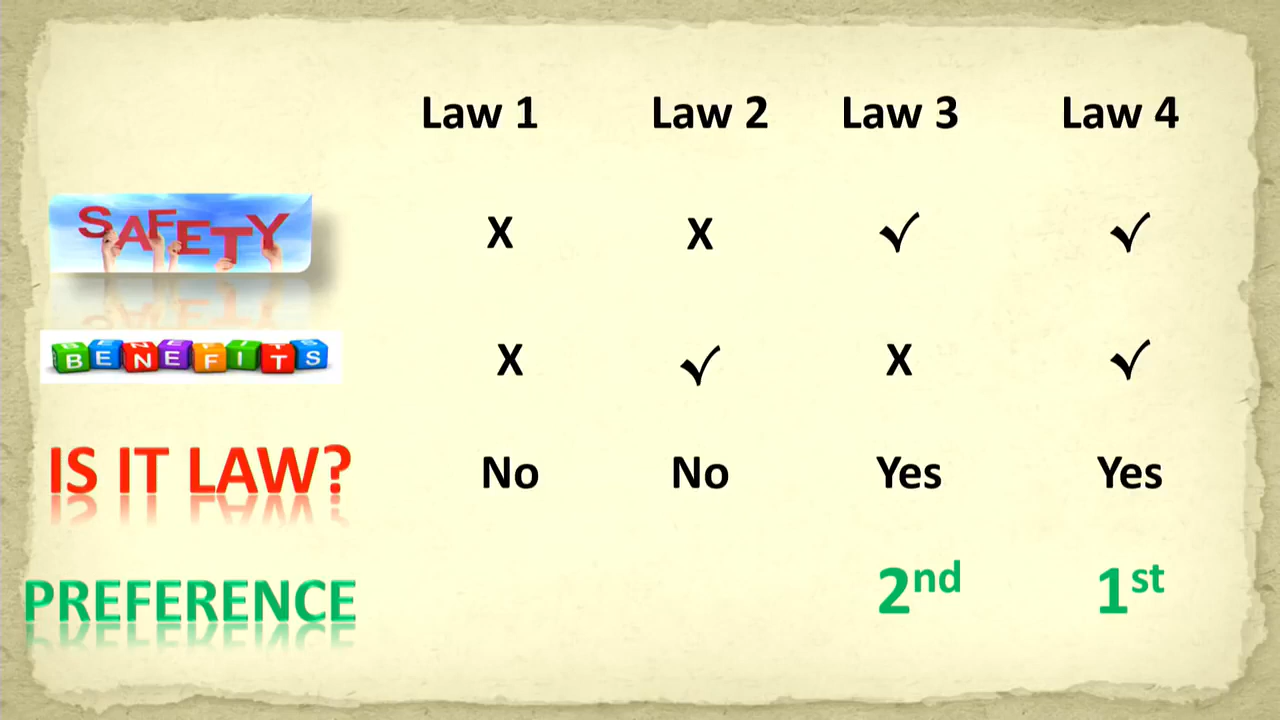 Law 1 Law 2 Law 3 Law 4
SAFETY X X ✓ ✓
BENEFITS X ✓ X ✓
IS IT LAW? No No Yes Yes
PREFERENCE 2nd 1st